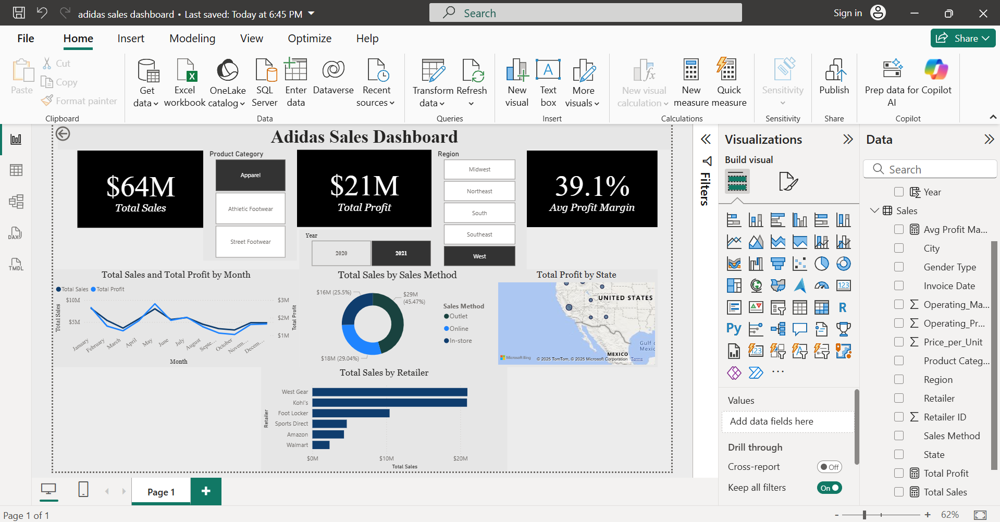 adidas sales dashboard • Last saved: Today at 6:45 PM
Search
Sign in
File
Home
Insert
Modeling
View
Optimize
Help
Share
Paste
Cut
Copy
Format painter
Clipboard
Get data
Excel workbook
OneLake catalog
SQL Server
Enter data
Dataverse
Recent sources
Data
Transform data
Refresh
Queries
New visual
Text box
More visuals
Insert
New visual calculation
New measure
Quick measure
Calculations
Sensitivity
Sensitivity
Publish
Share
Prep data for AI
Copilot
Copilot
DAX
TMDL
Adidas Sales Dashboard
$64M
Total Sales
Product Category
Apparel
Athletic Footwear
Street Footwear
$21M
Total Profit
Year
2020
2021
Region
Midwest
Northeast
South
Southeast
West
39.1%
Avg Profit Margin
Total Sales and Total Profit by Month
Total Sales
Total Profit
Total Sales
$10M
$5M
$3M
$2M
$1M
Total Profit
January
February
March
April
May
June
July
August
Septe...
October
Novem...
Decem...
Month
Total Sales by Sales Method
$16M (25.5%)
$29M
(45.47%)
$18M (29.04%)
Sales Method
Outlet
Online
In-store
Total Profit by State
UNITED STATES
MEXICO
Gulf
Mexic
Microsoft Bing
© 2025 TomTom, © 2025 Microsoft Corporation Terms
Total Sales by Retailer
Retailer
West Gear
Kohl's
Foot Locker
Sports Direct
Amazon
Walmart
$0M
$10M
$20M
Total Sales
Filters
Visualizations
Build visual
123
R
Py
123
Values
Add data fields here
Drill through
Cross-report
Off
Keep all filters
On
Data
Search
Year
Sales
Avg Profit Ma...
City
Gender Type
Invoice Date
Operating_Ma...
Operating_Pr...
Price_per_Unit
Product Categ...
Region
Retailer
Retailer ID
Sales Method
State
Total Profit
Total Sales
Page 1
Page 1 of 1
62%